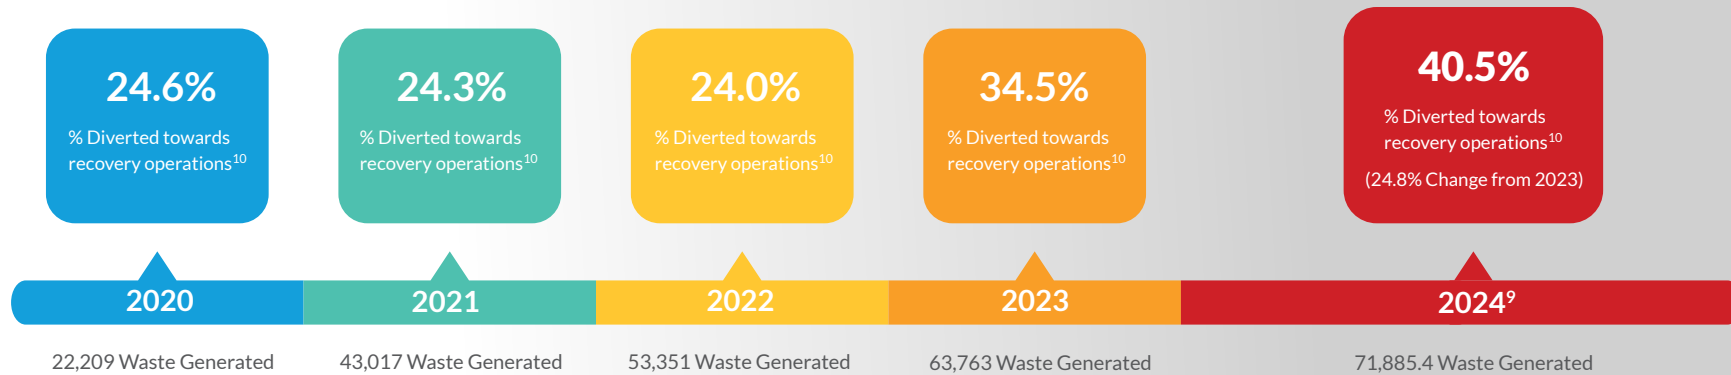 24.6%
% Diverted towards
recovery operations10
24.3%
% Diverted towards
recovery operations10
24.0%
% Diverted towards
recovery operations10
34.5%
% Diverted towards
recovery operations10
40.5%
% Diverted towards
recovery operations10
(24.8% Change from 2023)
2020
2021
2022
2023
20249
22,209 Waste Generated
43,017 Waste Generated
53,351 Waste Generated
63,763 Waste Generated
71,885.4 Waste Generated